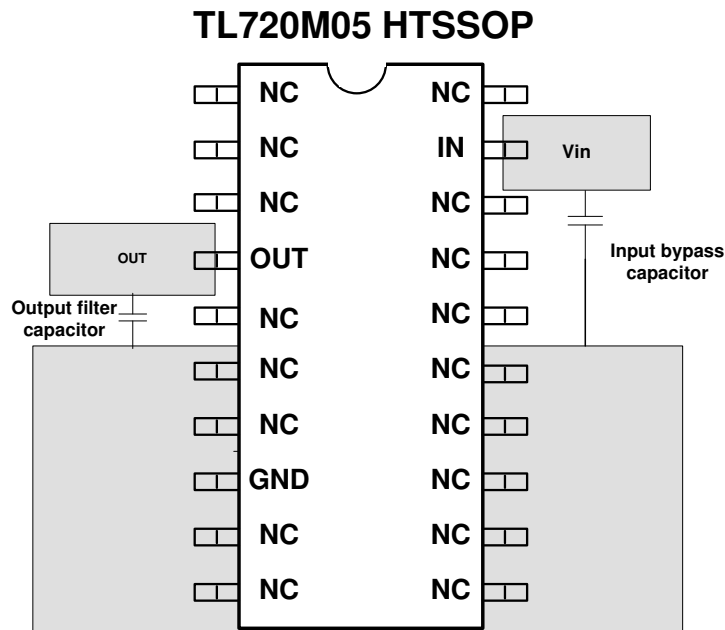 TL720M05 HTSSOP
NC NC
NC IN Vin
NC NC
OUT OUT NC Input bypass
capacitor
Output filter
capacitor
NC NC
NC NC
NC NC
GND NC
NC NC
NC NC